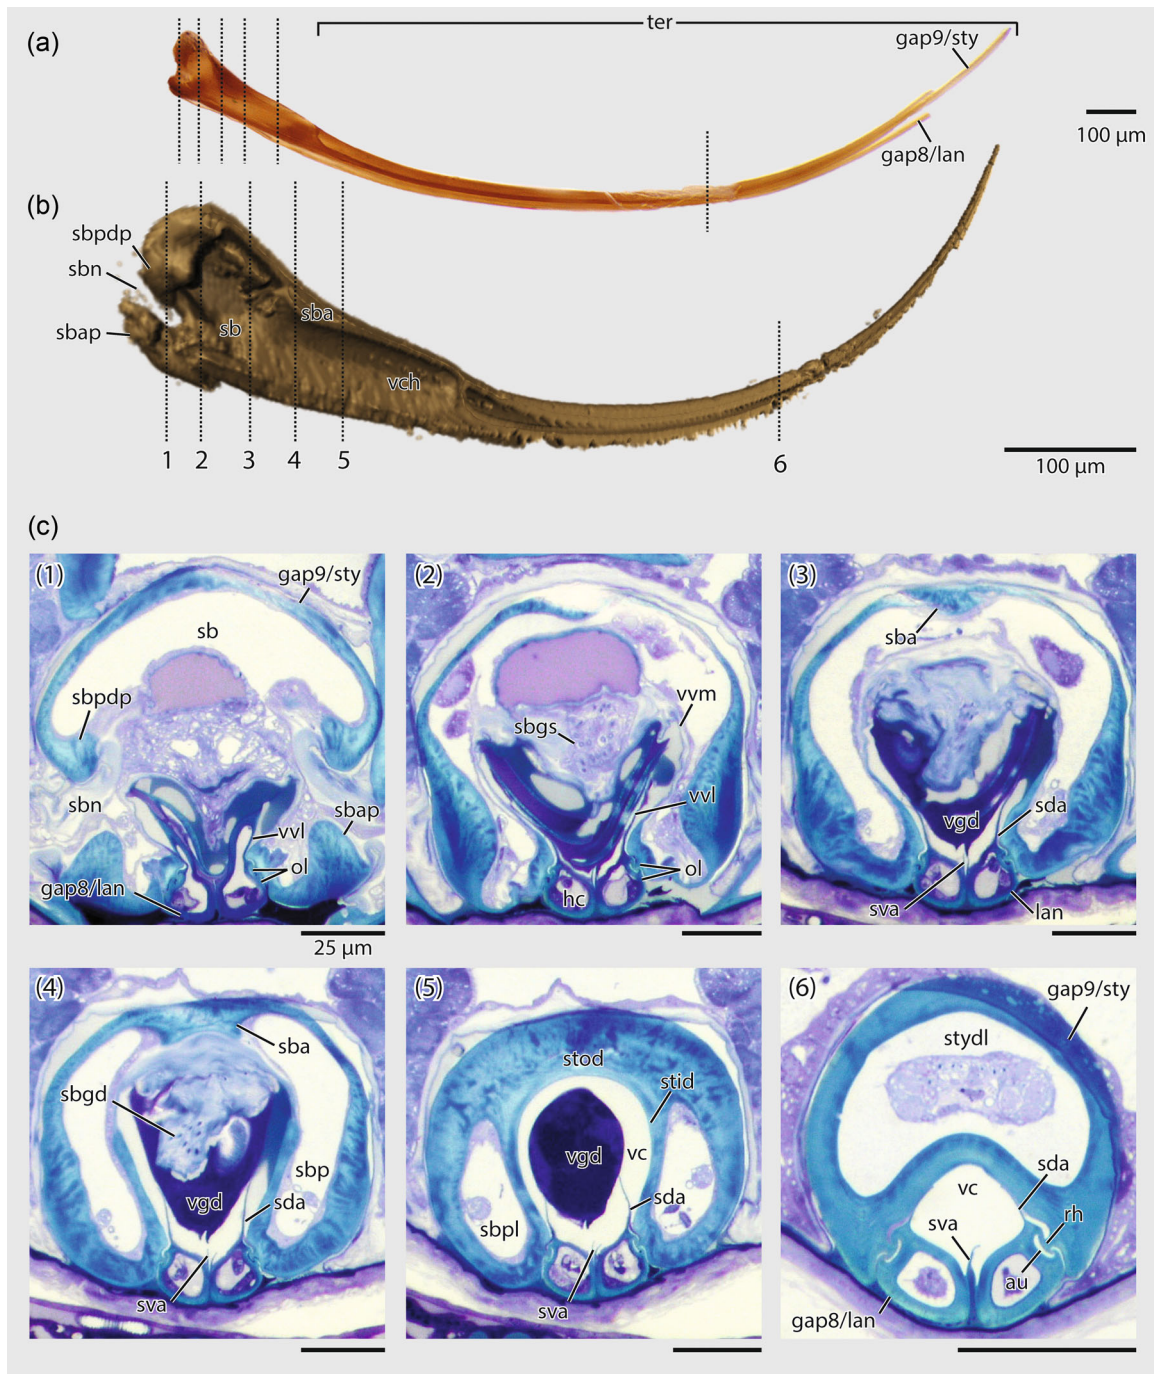 (a)
ter
gap9/sty
gap8/lan
100 µm
(b)
sbpdp
sbn
sbap
sb
sba
vch
1 2 3 4 5
6
100 µm
(c)
(1)
gap9/sty
sb
sbpdp
sbn
sbap
vvl
ol
gap8/lan
25 µm
(2)
vvm
sbgs
vvl
ol
hc
(3)
sba
sda
vgd
sva
lan
(4)
sba
sbgd
sbp
vgd
sda
sva
(5)
stod
stid
vgd
vc
sda
sbpl
sva
(6)
gap9/sty
stydl
sda
vc
rh
sva
au
gap8/lan